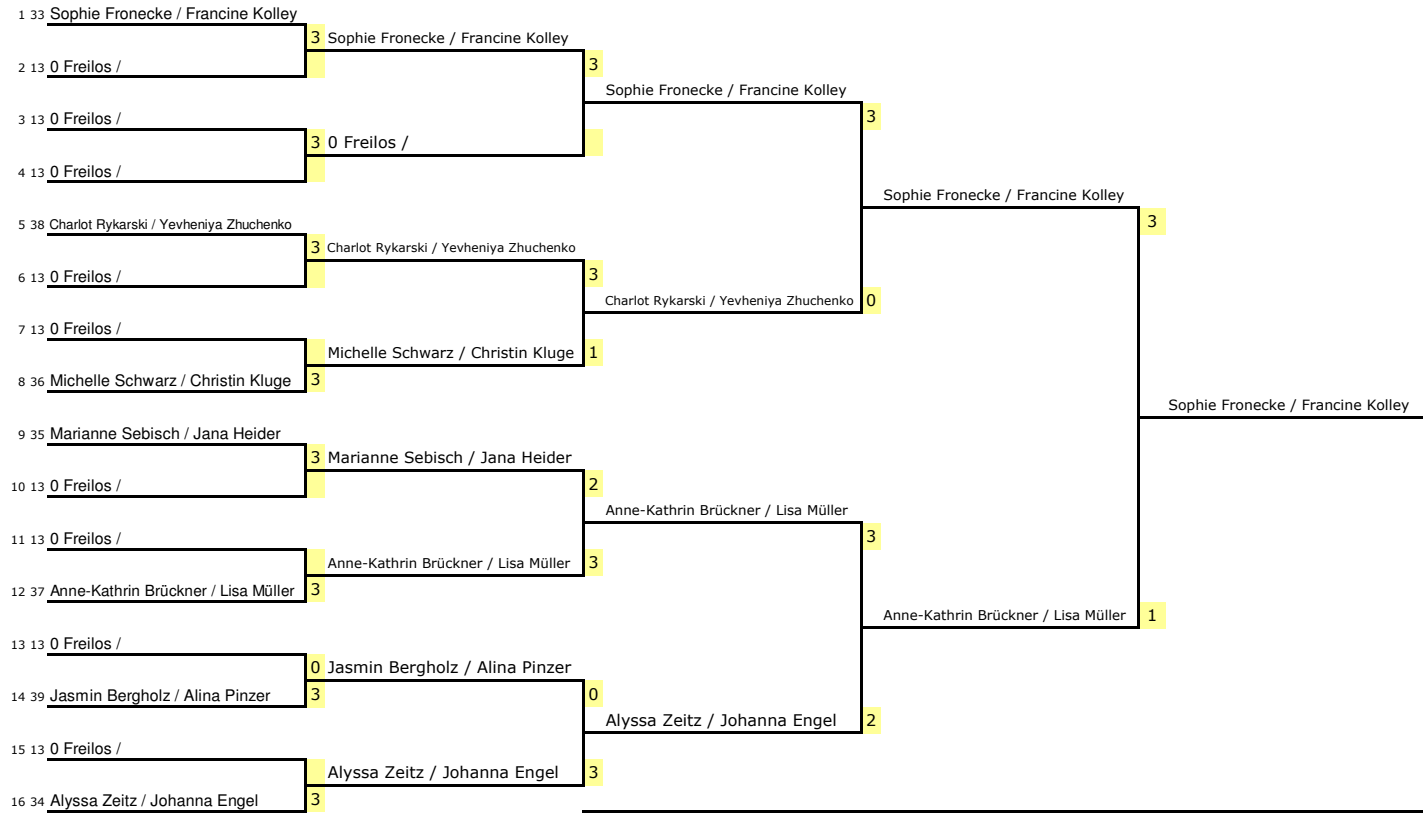 1 33 Sophie Fronecke / Francine Kolley
3 Sophie Fronecke / Francine Kolley
2 13 0 Freilos /
3
Sophie Fronecke / Francine Kolley
3 13 0 Freilos /
3
3 0 Freilos /
4 13 0 Freilos /
Sophie Fronecke / Francine Kolley
3
5 38 Charlot Rykarski / Yevheniya Zhuchenko
3 Charlot Rykarski / Yevheniya Zhuchenko
6 13 0 Freilos /
3
Charlot Rykarski / Yevheniya Zhuchenko 0
7 13 0 Freilos /
Michelle Schwarz / Christin Kluge 1
8 36 Michelle Schwarz / Christin Kluge 3
Sophie Fronecke / Francine Kolley
9 35 Marianne Sebisch / Jana Heider
3 Marianne Sebisch / Jana Heider
10 13 0 Freilos /
2
Anne-Kathrin Brückner / Lisa Müller
11 13 0 Freilos /
3
Anne-Kathrin Brückner / Lisa Müller 3
12 37 Anne-Kathrin Brückner / Lisa Müller 3
Anne-Kathrin Brückner / Lisa Müller 1
13 13 0 Freilos /
0 Jasmin Bergholz / Alina Pinzer
14 39 Jasmin Bergholz / Alina Pinzer 3
0
Alyssa Zeitz / Johanna Engel 2
15 13 0 Freilos /
Alyssa Zeitz / Johanna Engel 3
16 34 Alyssa Zeitz / Johanna Engel 3